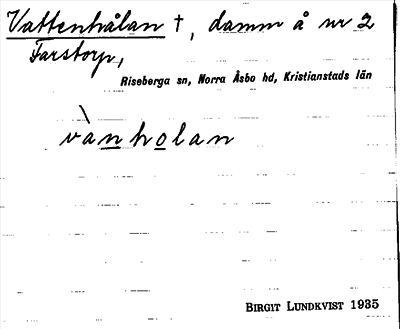 Vattenhålan †, damm å nr 2
Farstorp,
Riseberga sn, Norra Åsbo hd, Kristianstads län
vànholan
BIRGIT LUNDKVIST 1935